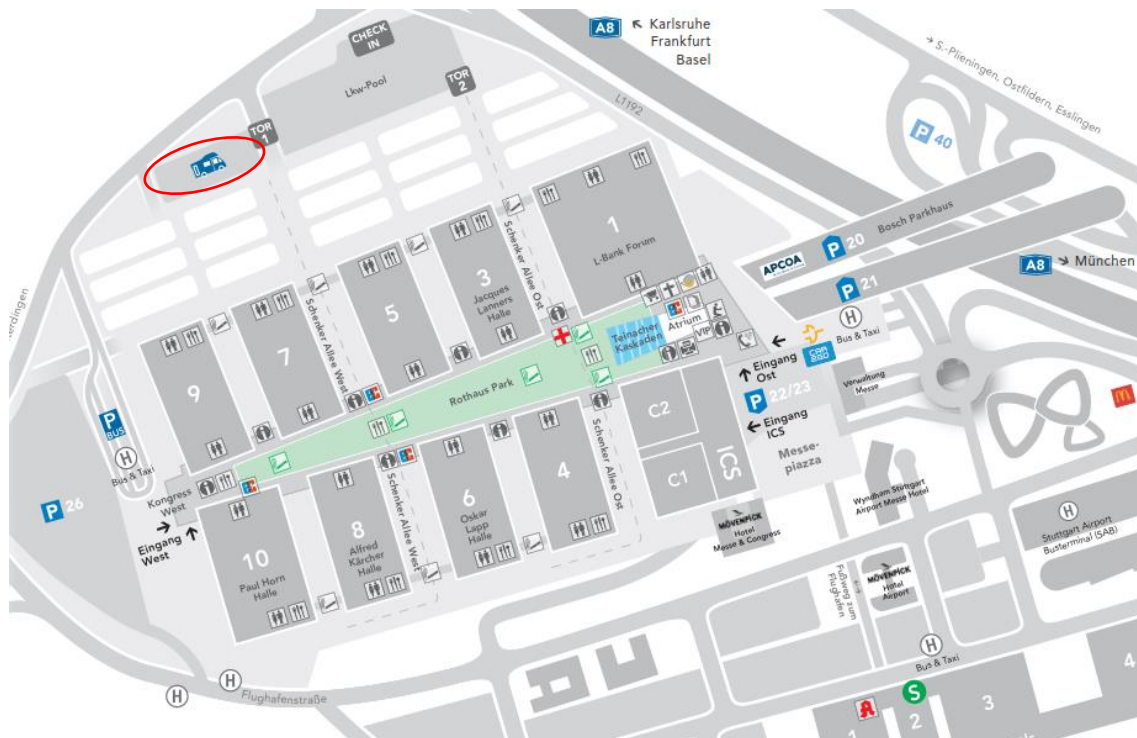 A8 Karlsruhe
Frankfurt
Basel
S.-Plieningen, Ostfildern, Esslingen
CHECK
IN
Lkw-Pool
TOR
2
TOR
1
L1192
P 40
Bosch Parkhaus
P 20
APCOA
P 21
A8 München
H
Bus & Taxi
1
L-Bank Forum
3
Jacques
Lanners
Halle
5
7
9
Schenker Allee Ost
Schenker Allee West
Teinacher
Kaskaden
Atrium
VIP
Rothaus Park
Eingang
Ost
P 22/23
Eingang
ICS
Messe-
piazza
Verwaltung
Messe
C2
C1
ICS
4
6
Oskar
Lapp
Halle
8
Alfred
Kärcher
Halle
10
Paul Horn
Halle
Schenker Allee West
Schenker Allee Ost
P
BUS
H
Bus & Taxi
P 26
Kongress
West
Eingang
West
MÖVENPICK
Hotel
Messe & Congress
Wyndham Stuttgart
Airport Messe Hotel
MÖVENPICK
Hotel
Airport
Fußweg zum
Flughafen
H
Stuttgart Airport
Busterminal (SAB)
H
Bus & Taxi
S
H
H
Flughafenstraße
1
2
3
4